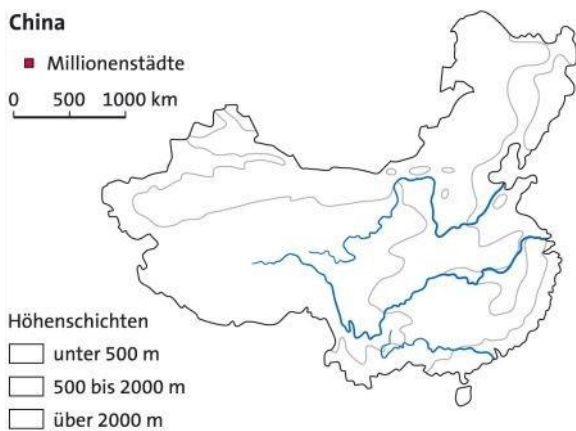 China
Millionenstädte
0 500 1000 km
Höhenschichten
unter 500 m
500 bis 2000 m
über 2000 m